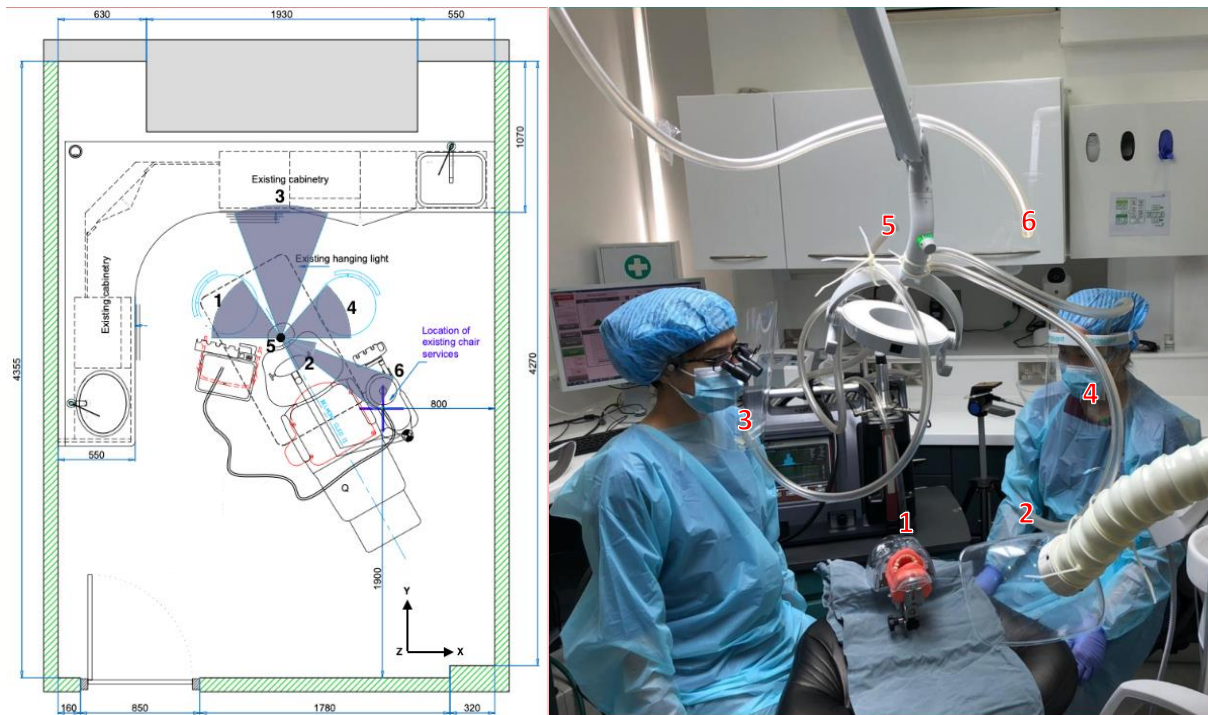 630
1930
550
1070
Existing cabinetry
3
Existing hanging light
Existing cabinetry
1
4
Location of
existing chair
services
5
2
6
4355
4270
800
550
1900
Y
Z
X
160
850
1780
320
5
6
3
4
2
1